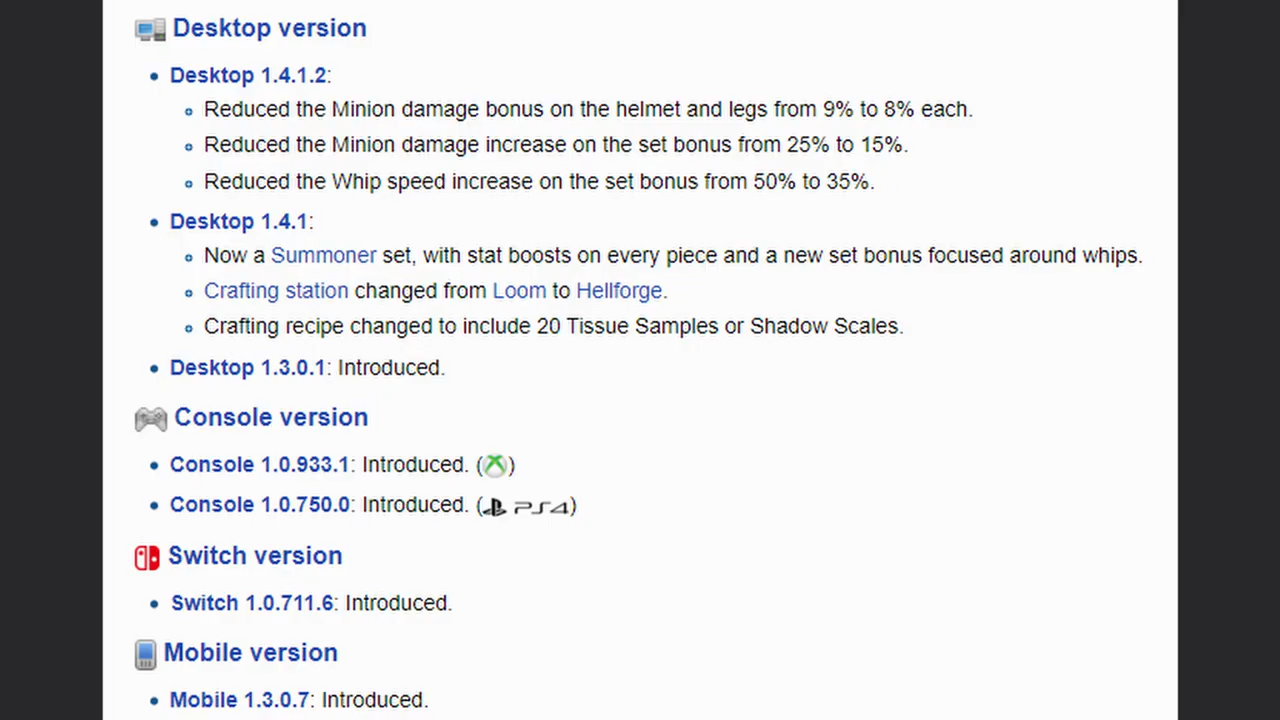 Desktop version
Desktop 1.4.1.2:
Reduced the Minion damage bonus on the helmet and legs from 9% to 8% each.
Reduced the Minion damage increase on the set bonus from 25% to 15%.
Reduced the Whip speed increase on the set bonus from 50% to 35%.
Desktop 1.4.1:
Now a Summoner set, with stat boosts on every piece and a new set bonus focused around whips.
Crafting station changed from Loom to Hellforge.
Crafting recipe changed to include 20 Tissue Samples or Shadow Scales.
Desktop 1.3.0.1: Introduced.
Console version
Console 1.0.933.1: Introduced. ()
Console 1.0.750.0: Introduced. (PS4)
Switch version
Switch 1.0.711.6: Introduced.
Mobile version
Mobile 1.3.0.7: Introduced.